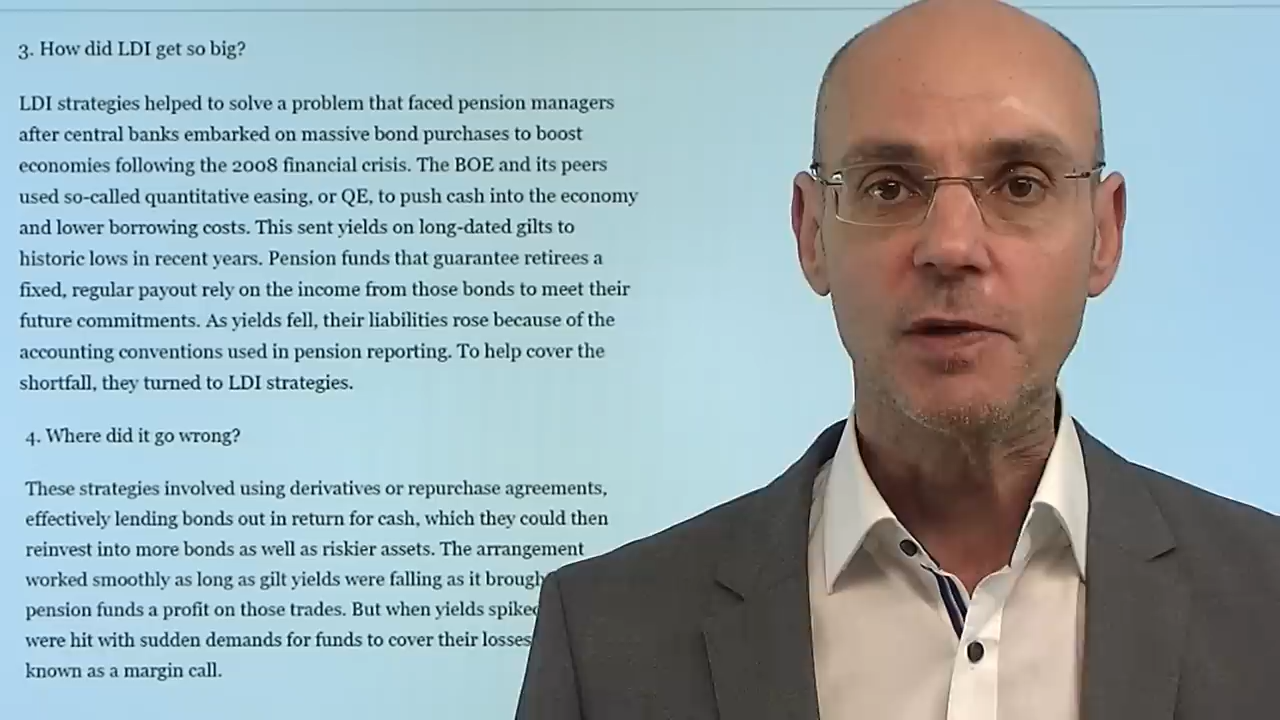 3. How did LDI get so big?
LDI strategies helped to solve a problem that faced pension managers
after central banks embarked on massive bond purchases to boost
economies following the 2008 financial crisis. The BOE and its peers
used so-called quantitative easing, or QE, to push cash into the economy
and lower borrowing costs. This sent yields on long-dated gilts to
historic lows in recent years. Pension funds that guarantee retirees a
fixed, regular payout rely on the income from those bonds to meet their
future commitments. As yields fell, their liabilities rose because of the
accounting conventions used in pension reporting. To help cover the
shortfall, they turned to LDI strategies.
4. Where did it go wrong?
These strategies involved using derivatives or repurchase agreements,
effectively lending bonds out in return for cash, which they could then
reinvest into more bonds as well as riskier assets. The arrangement
worked smoothly as long as gilt yields were falling as it brough
pension funds a profit on those trades. But when yields spike
were hit with sudden demands for funds to cover their losses
known as a margin call.